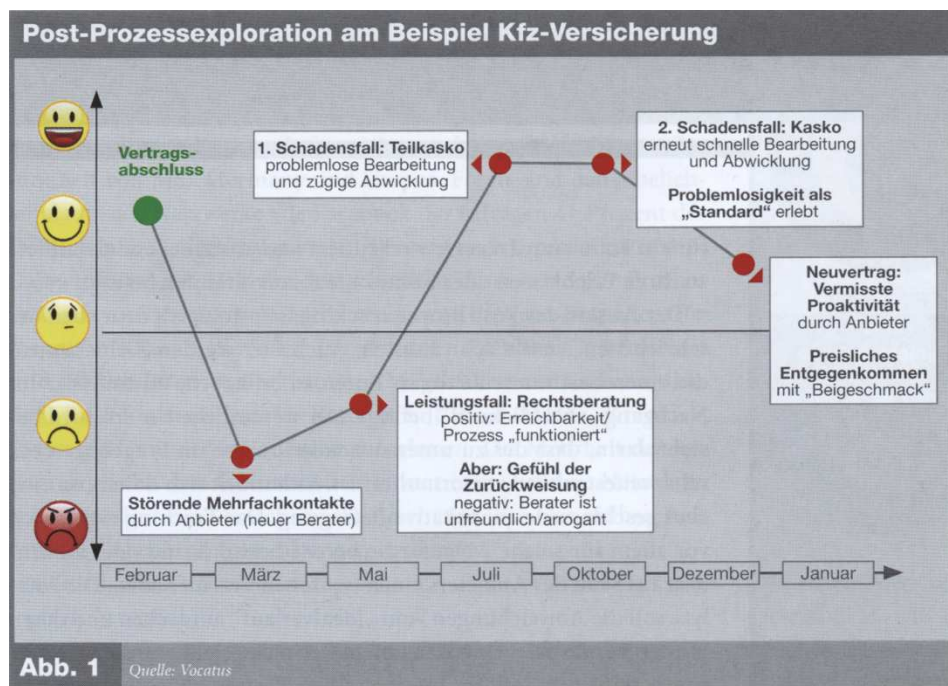 Post-Prozessexploration am Beispiel Kfz-Versicherung
Vertrags-
abschluss
1. Schadensfall: Teilkasko
problemlose Bearbeitung
und zügige Abwicklung
2. Schadensfall: Kasko
erneut schnelle Bearbeitung
und Abwicklung
Problemlosigkeit als
„Standard“ erlebt
Neuvertrag:
Vermisste
Proaktivität
durch Anbieter
Preisliches
Entgegenkommen
mit „Beigeschmack“
Leistungsfall: Rechtsberatung
positiv: Erreichbarkeit/
Prozess „funktioniert“
Aber: Gefühl der
Zurückweisung
negativ: Berater ist
unfreundlich/arrogant
Störende Mehrfachkontakte
durch Anbieter (neuer Berater)
Februar März Mai Juli Oktober Dezember Januar
Abb. 1 Quelle: Vocatus